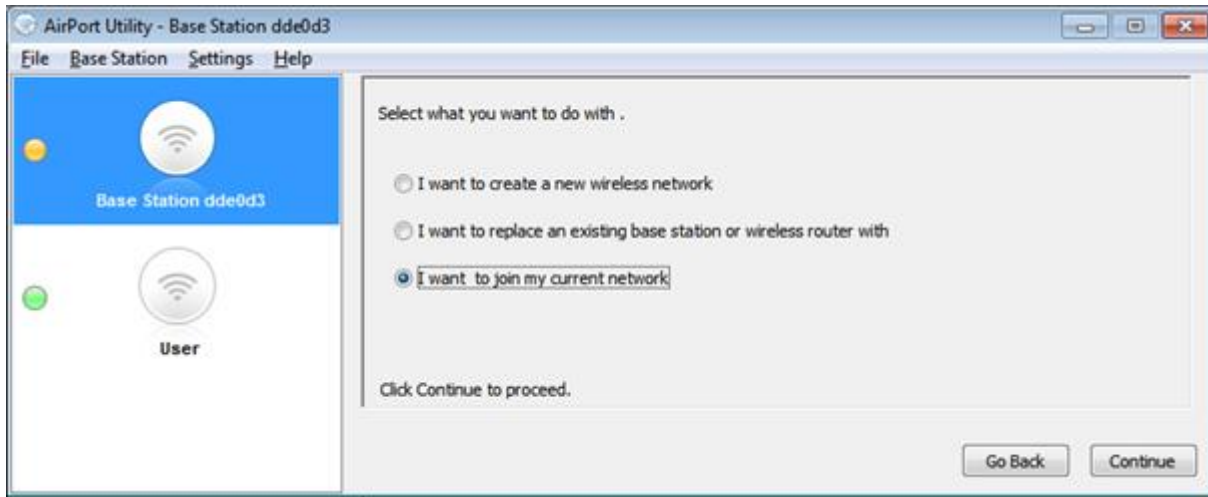 AirPort Utility - Base Station dde0d3
File Base Station Settings Help
Base Station dde0d3
User
Select what you want to do with .
I want to create a new wireless network
I want to replace an existing base station or wireless router with
I want  to join my current network
Click Continue to proceed.
Go Back Continue